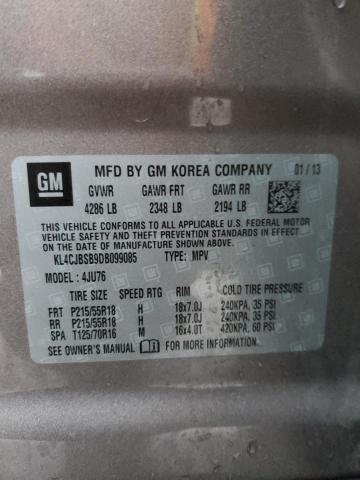 GM
MFD BY GM KOREA COMPANY 01/13
GVWR GAWR FRT GAWR RR
4286 LB 2348 LB 2194 LB
THIS VEHICLE CONFORMS TO ALL APPLICABLE U.S. FEDERAL MOTOR
VEHICLE SAFETY, BUMPER, AND THEFT PREVENTION STANDARDS
IN EFFECT ON THE DATE OF MANUFACTURE SHOWN ABOVE.
KL4CJBSB9DB099085 TYPE: MPV
MODEL: 4JU76
TIRE SIZE SPEED RTG RIM COLD TIRE PRESSURE
FRT P215/55R18 H 18x7.0J 240KPA, 35 PSI
RR P215/55R18 H 18x7.0J 240KPA, 35 PSI
SPA T125/70R16 M 16x4.0T 420KPA, 60 PSI
SEE OWNER'S MANUAL FOR MORE INFORMATION.